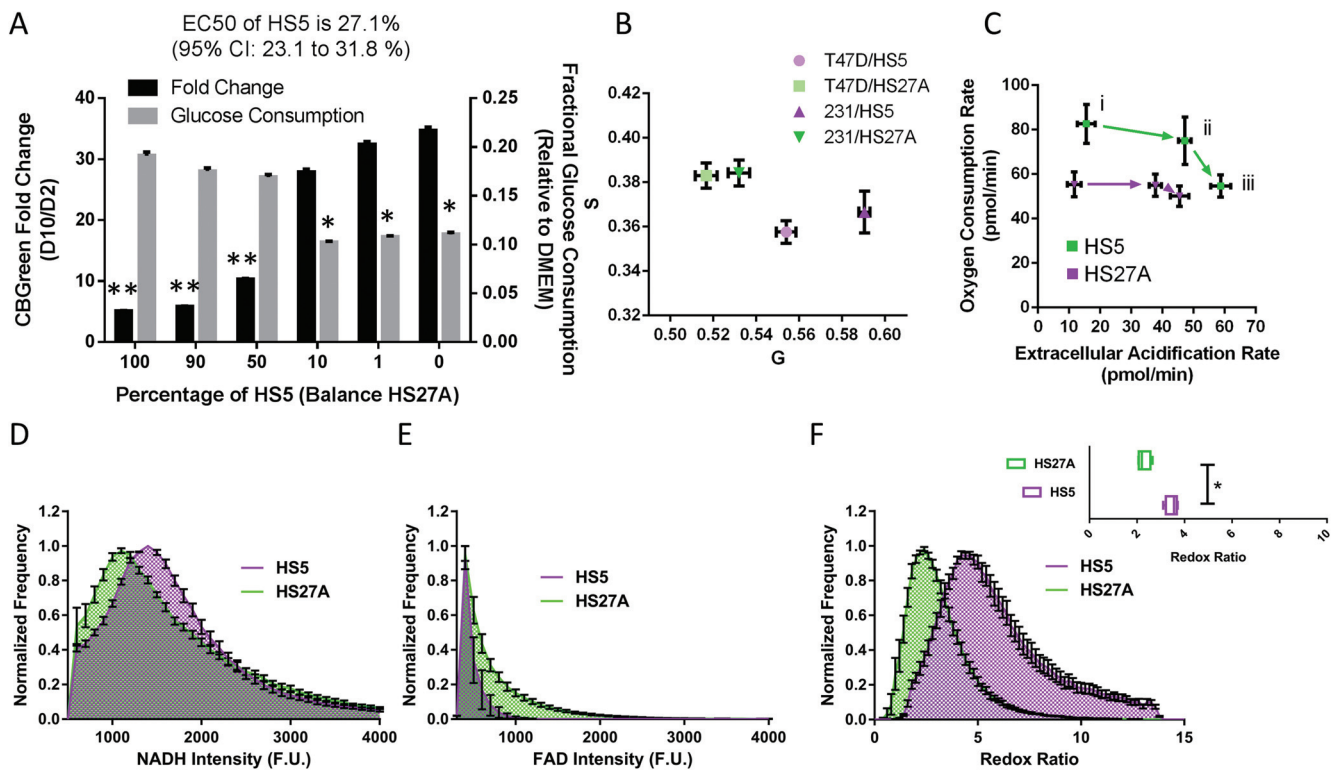 A
EC50 of HS5 is 27.1%
(95% CI: 23.1 to 31.8 %)
Fold Change
Glucose Consumption
CBGreen Fold Change
(D10/D2)
40
30
20
10
0
0.25
0.20
0.15
0.10
0.05
0.00
Fractional Glucose Consumption
(Relative to DMEM)
** ** ** * * *
100 90 50 10 1 0
Percentage of HS5 (Balance HS27A)
B
T47D/HS5
T47D/HS27A
231/HS5
231/HS27A
S
0.42
0.40
0.38
0.36
0.34
0.32
0.50 0.52 0.54 0.56 0.58 0.60
G
C
Oxygen Consumption Rate
(pmol/min)
100
80
60
40
20
0
i
ii
iii
HS5
HS27A
0 10 20 30 40 50 60 70
Extracellular Acidification Rate
(pmol/min)
D
Normalized Frequency
1.2
1.0
0.8
0.6
0.4
0.2
0.0
HS5
HS27A
1000 2000 3000 4000
NADH Intensity (F.U.)
E
Normalized Frequency
1.2
1.0
0.8
0.6
0.4
0.2
0.0
HS5
HS27A
1000 2000 3000 4000
FAD Intensity (F.U.)
F
HS27A
HS5
*
0 2 4 6 8 10
Redox Ratio
Normalized Frequency
1.2
1.0
0.8
0.6
0.4
0.2
0.0
HS5
HS27A
0 5 10 15
Redox Ratio